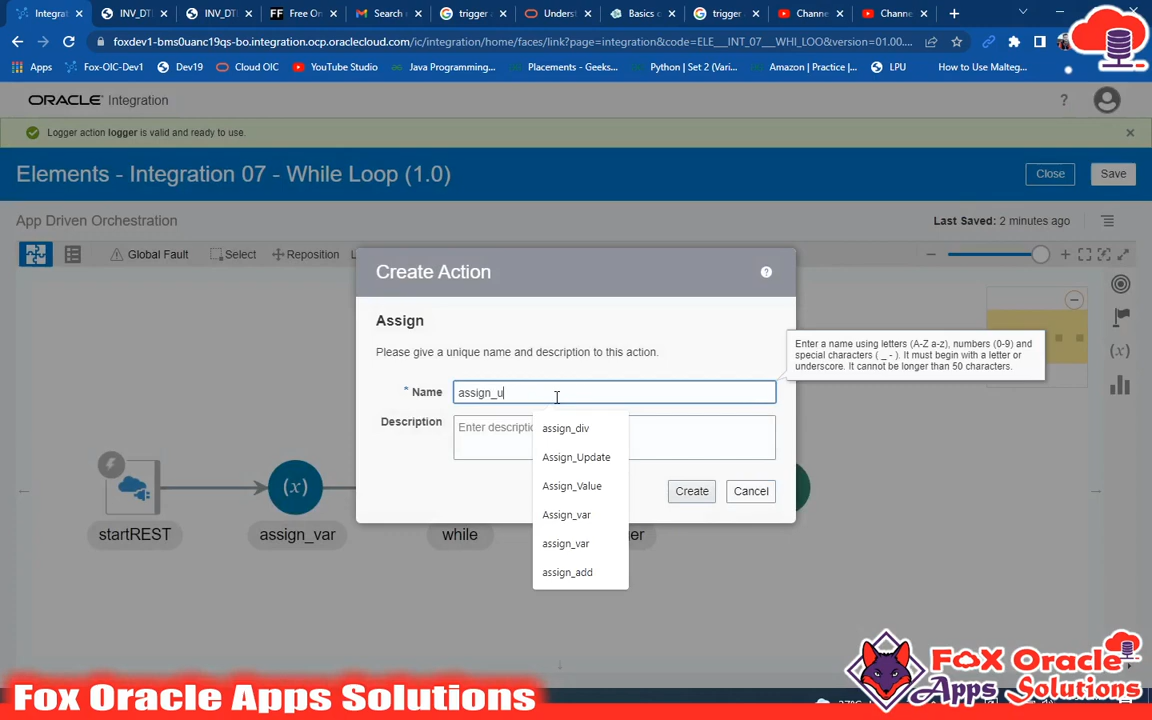 Integrat
INV_DTI
INV_DTI
Free On
Search r
trigger a
Underst
Basics c
trigger
Channe
Channe
foxdev1-bms0uanc19qs-bo.integration.ocp.oraclecloud.com/ic/integration/home/faces/link?page=integration&code=ELE__INT_07___WHI_LOO&version=01.00....
Apps
Fox-OIC-Dev1
Dev19
Cloud OIC
YouTube Studio
Java Programming...
Placements - Geeks...
Python | Set 2 (Vari...
Amazon | Practice |...
LPU
How to Use Malteg...
ORACLE Integration
Logger action logger is valid and ready to use.
Elements - Integration 07 - While Loop (1.0)
Close
Save
App Driven Orchestration
Last Saved: 2 minutes ago
Global Fault
Select
Reposition
L
Create Action
Assign
Please give a unique name and description to this action.
Enter a name using letters (A-Z a-z), numbers (0-9) and
special characters ( _ - ). It must begin with a letter or
underscore. It cannot be longer than 50 characters.
* Name
assign_u
Description
Enter descriptio
assign_div
Assign_Update
Assign_Value
Assign_var
assign_var
assign_add
Create
Cancel
(x)
(x)
startREST
assign_var
while
er
Fox Oracle Apps Solutions
FOX Oracle
Apps Solutions